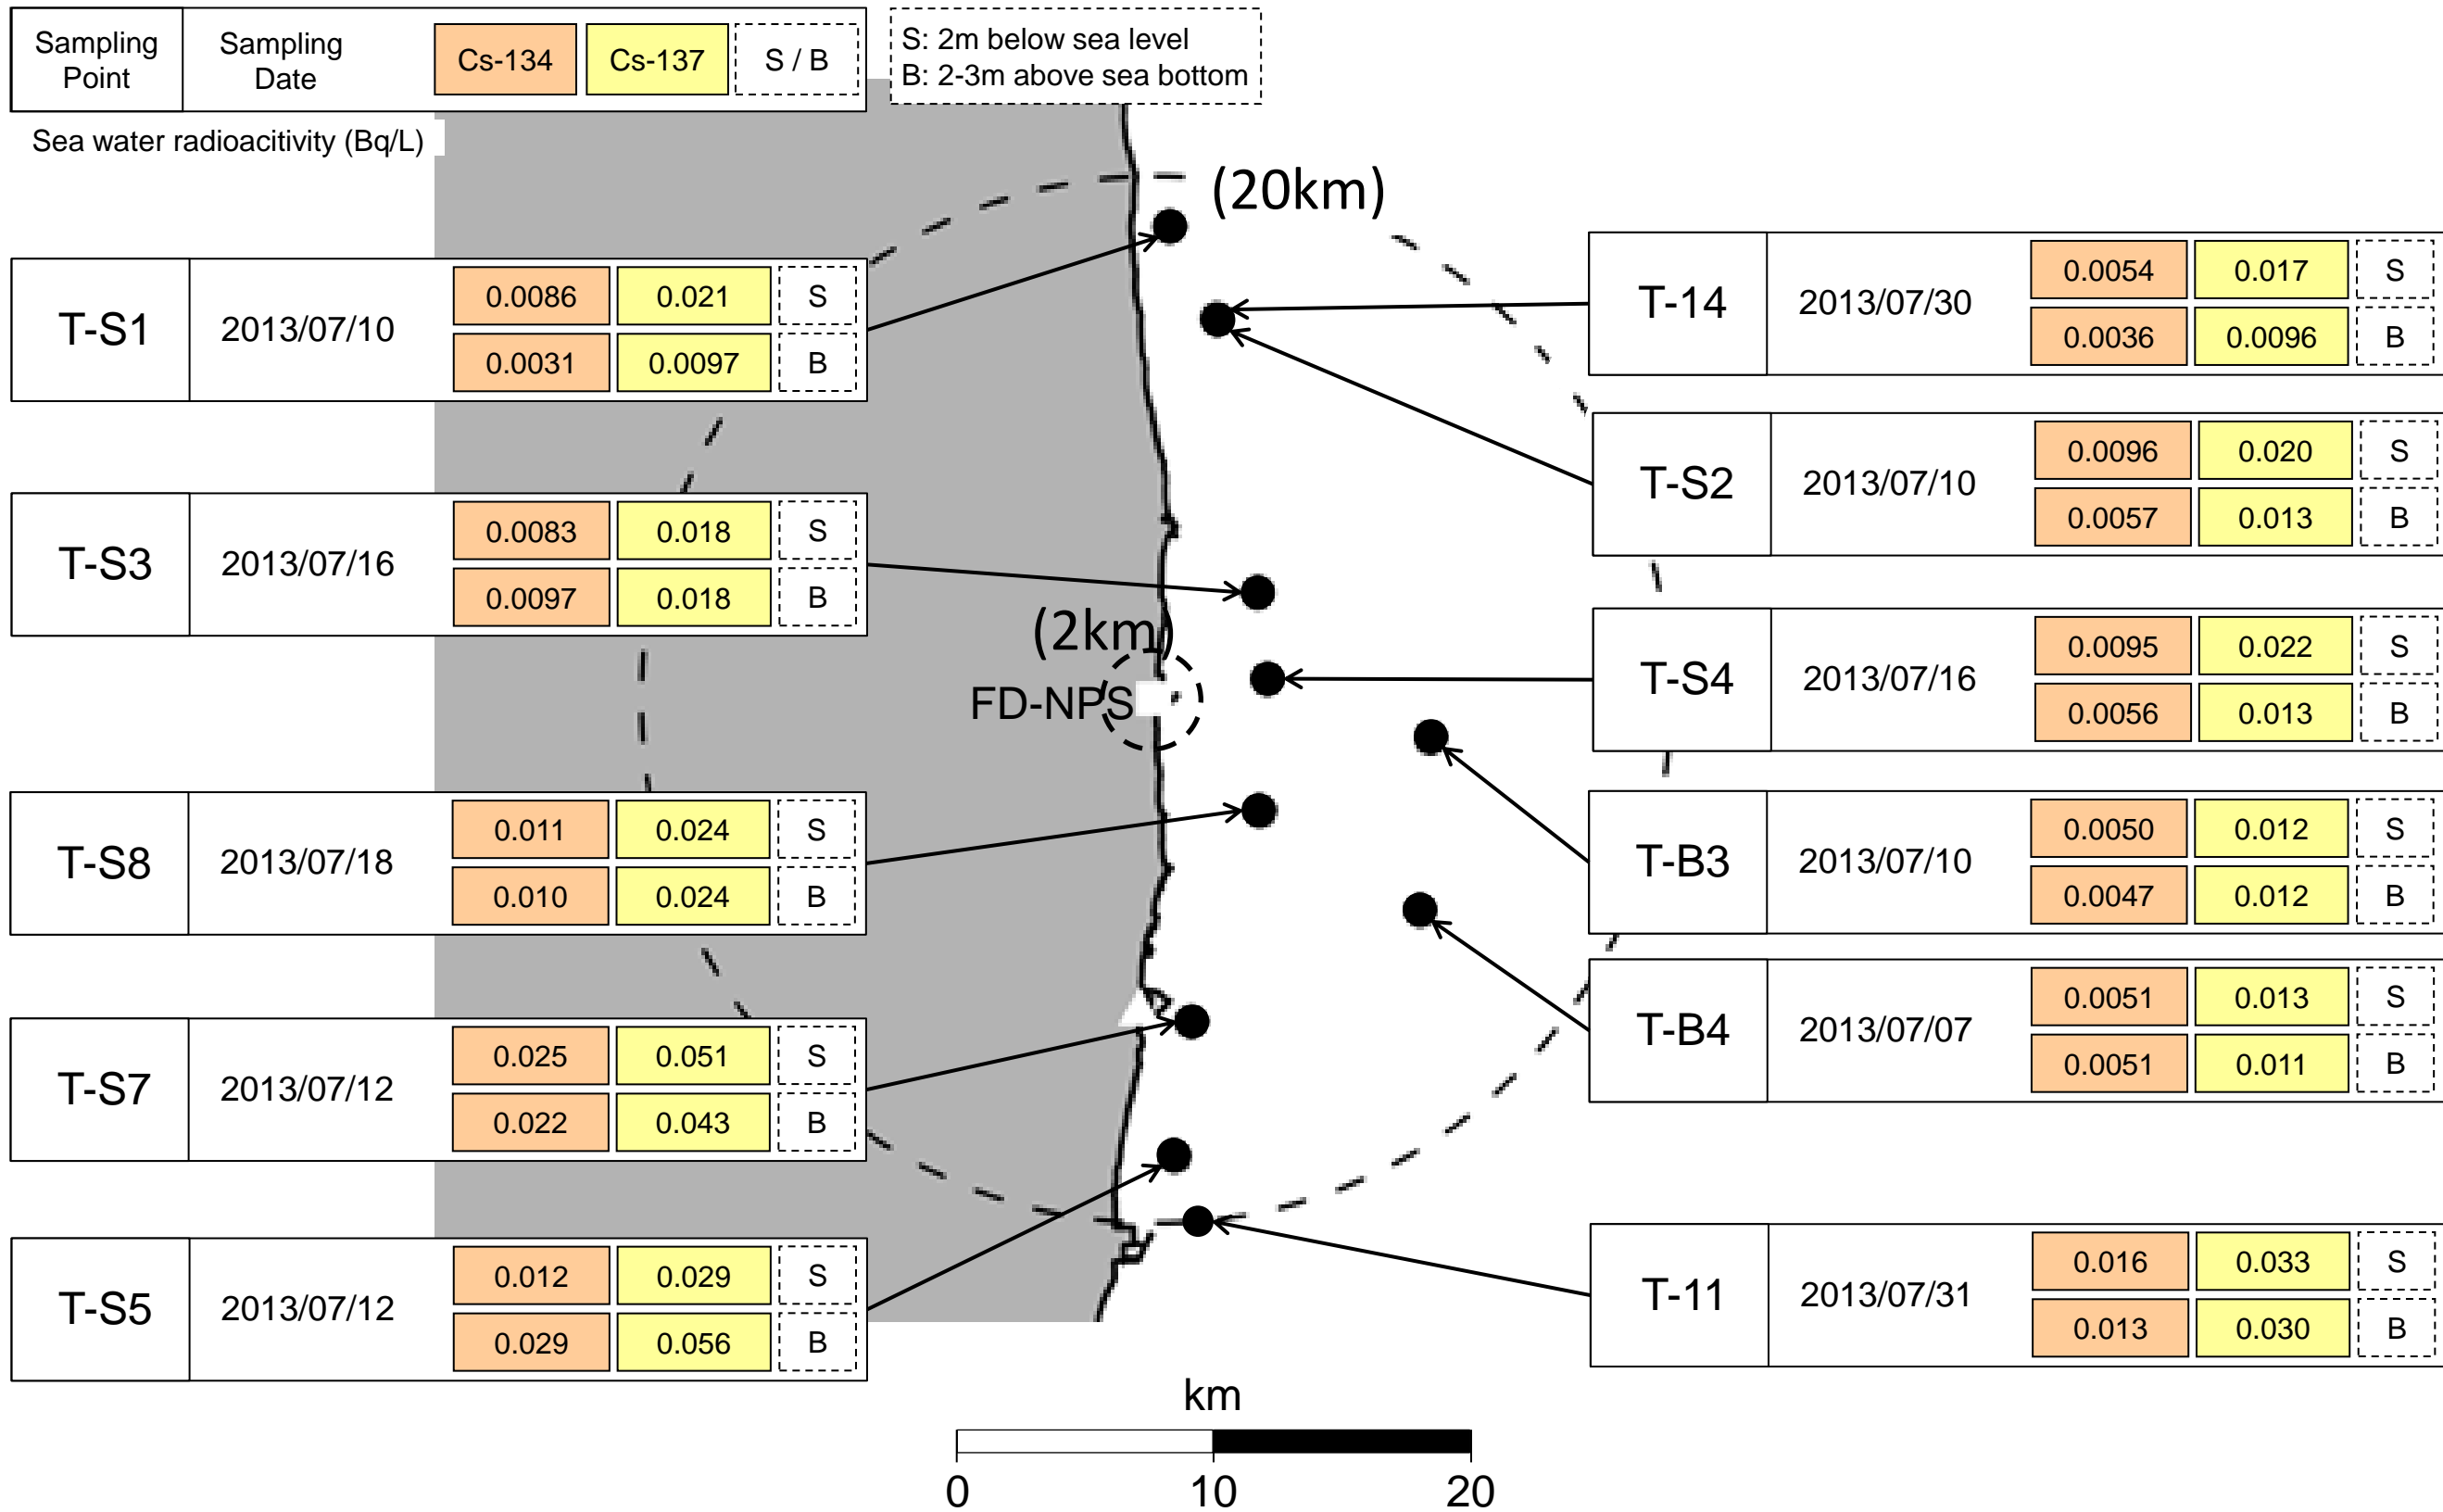 Sampling Point
Sampling Date
Cs-134
Cs-137
S / B
S: 2m below sea level
B: 2-3m above sea bottom
Sea water radioacitivity (Bq/L)
(20km)
T-S1 2013/07/10 0.0086 0.021 S
0.0031 0.0097 B
T-14 2013/07/30 0.0054 0.017 S
0.0036 0.0096 B
T-S2 2013/07/10 0.0096 0.020 S
0.0057 0.013 B
T-S3 2013/07/16 0.0083 0.018 S
0.0097 0.018 B
(2km)
FD-NPS
T-S4 2013/07/16 0.0095 0.022 S
0.0056 0.013 B
T-S8 2013/07/18 0.011 0.024 S
0.010 0.024 B
T-B3 2013/07/10 0.0050 0.012 S
0.0047 0.012 B
T-B4 2013/07/07 0.0051 0.013 S
0.0051 0.011 B
T-S7 2013/07/12 0.025 0.051 S
0.022 0.043 B
T-S5 2013/07/12 0.012 0.029 S
0.029 0.056 B
T-11 2013/07/31 0.016 0.033 S
0.013 0.030 B
km
0 10 20